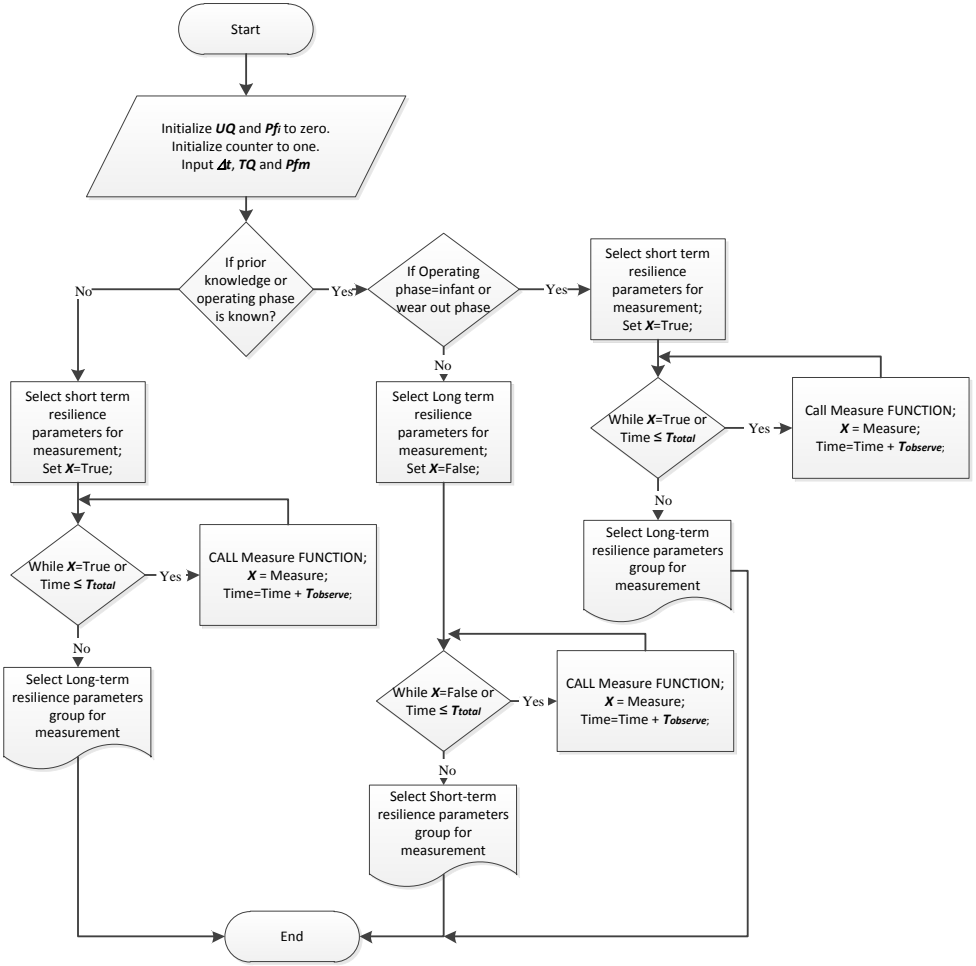 Start
Initialize UQ and Pfi to zero.
Initialize counter to one.
Input Δt, TQ and Pfm
If prior
knowledge or
operating phase
is known?
No
Yes
If Operating
phase=infant or
wear out phase
Yes
No
Select short term
resilience
parameters for
measurement;
Set X=True;
While X=True or
Time ≤ Ttotal
Yes
Call Measure FUNCTION;
X = Measure;
Time=Time + Tobserve;
No
Select Long-term
resilience parameters
group for
measurement
Select short term
resilience
parameters for
measurement;
Set X=True;
While X=True or
Time ≤ Ttotal
Yes
CALL Measure FUNCTION;
X = Measure;
Time=Time + Tobserve;
No
Select Long-term
resilience parameters
group for
measurement
Select Long term
resilience
parameters for
measurement;
Set X=False;
While X=False or
Time ≤ Ttotal
Yes
CALL Measure FUNCTION;
X = Measure;
Time=Time + Tobserve;
No
Select Short-term
resilience parameters
group for
measurement
End